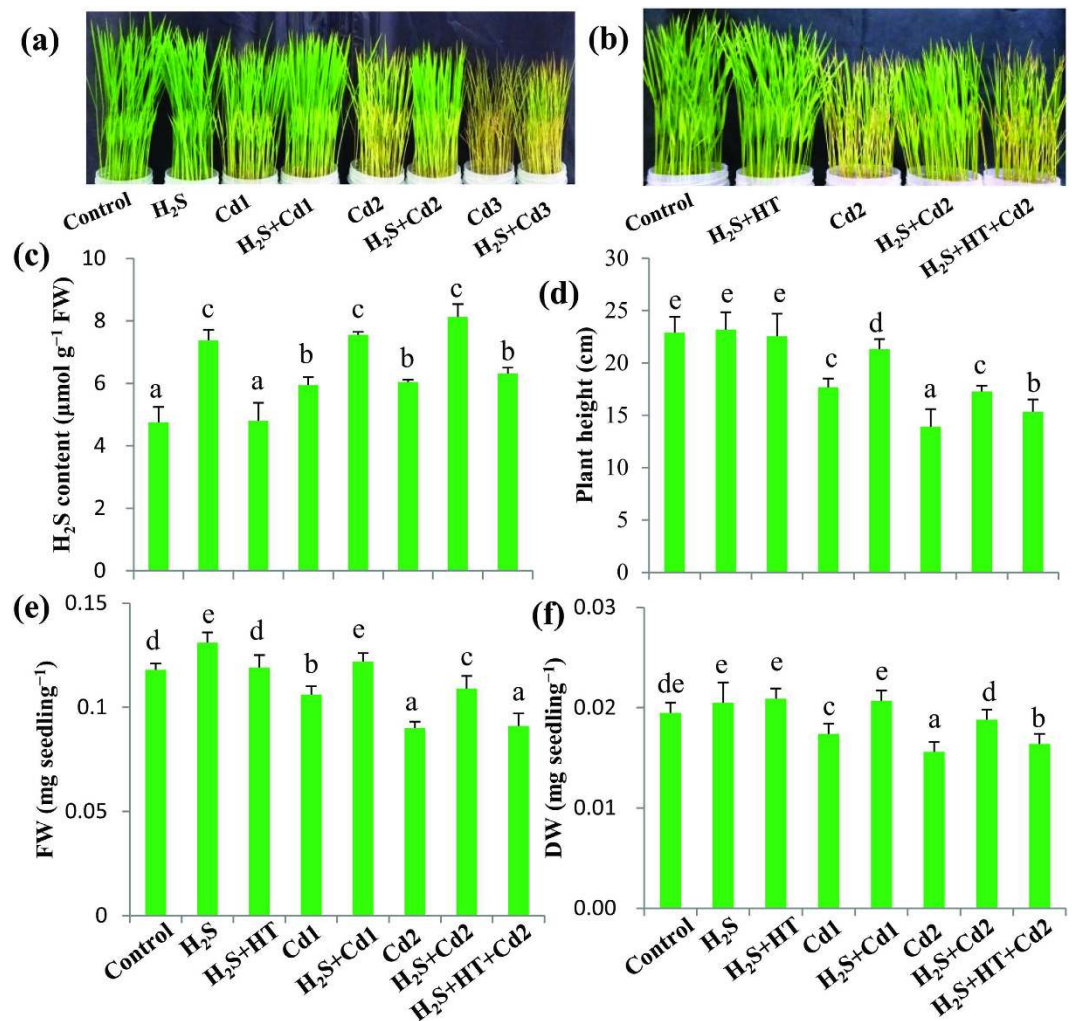 (a)
Control
H₂S
Cd1
H₂S+Cd1
Cd2
H₂S+Cd2
Cd3
H₂S+Cd3
(b)
Control
H₂S+HT
Cd2
H₂S+Cd2
H₂S+HT+Cd2
(c)
H₂S content (μmol g⁻¹ FW)
10
8
6
4
2
0
a
c
a
b
c
b
c
b
(d)
Plant height (cm)
30
25
20
15
10
5
0
e
e
e
c
d
a
c
b
(e)
FW (mg seedling⁻¹)
0.15
0.1
0.05
0
d
e
d
b
e
a
c
a
Control
H₂S
H₂S+HT
Cd1
H₂S+Cd1
Cd2
H₂S+Cd2
H₂S+HT+Cd2
(f)
DW (mg seedling⁻¹)
0.03
0.02
0.01
0.00
de
e
e
c
e
a
d
b
Control
H₂S
H₂S+HT
Cd1
H₂S+Cd1
Cd2
H₂S+Cd2
H₂S+HT+Cd2